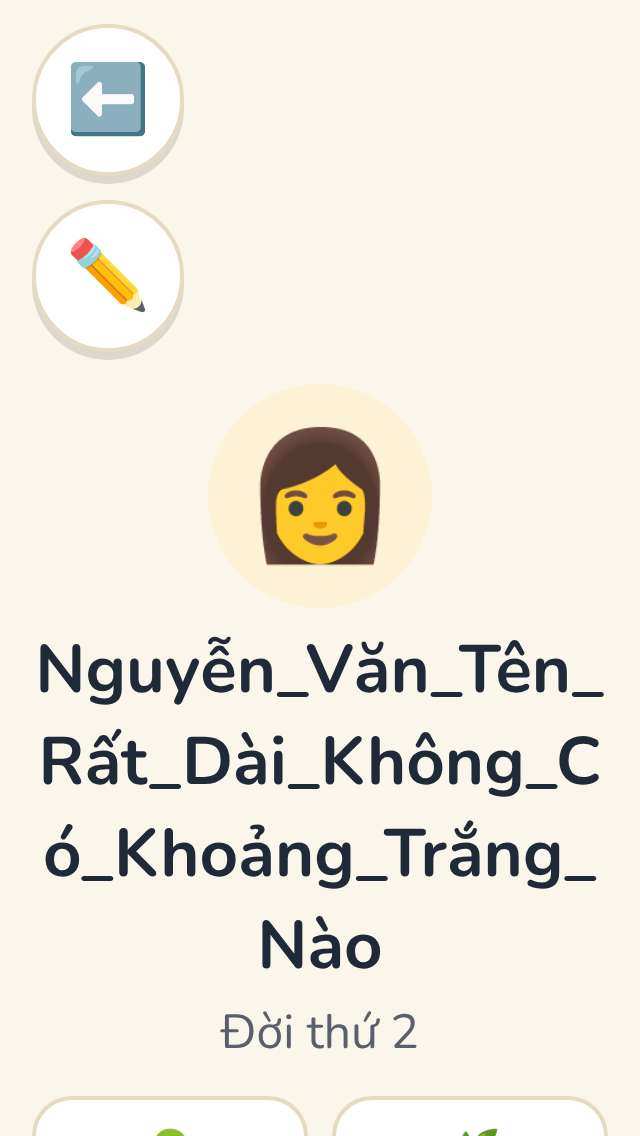 Nguyễn_Văn_Tên_
Rất_Dài_Không_C
ó_Khoảng_Trắng_
Nào
Đời thứ 2